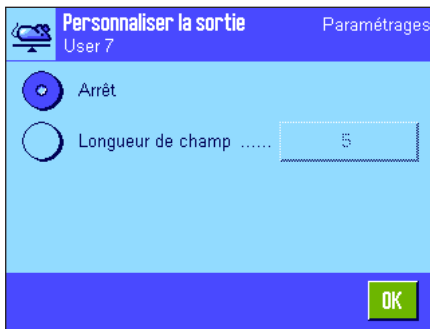 Personnaliser la sortie Paramétrages
User 7
Arrêt
Longueur de champ ...... 5
OK